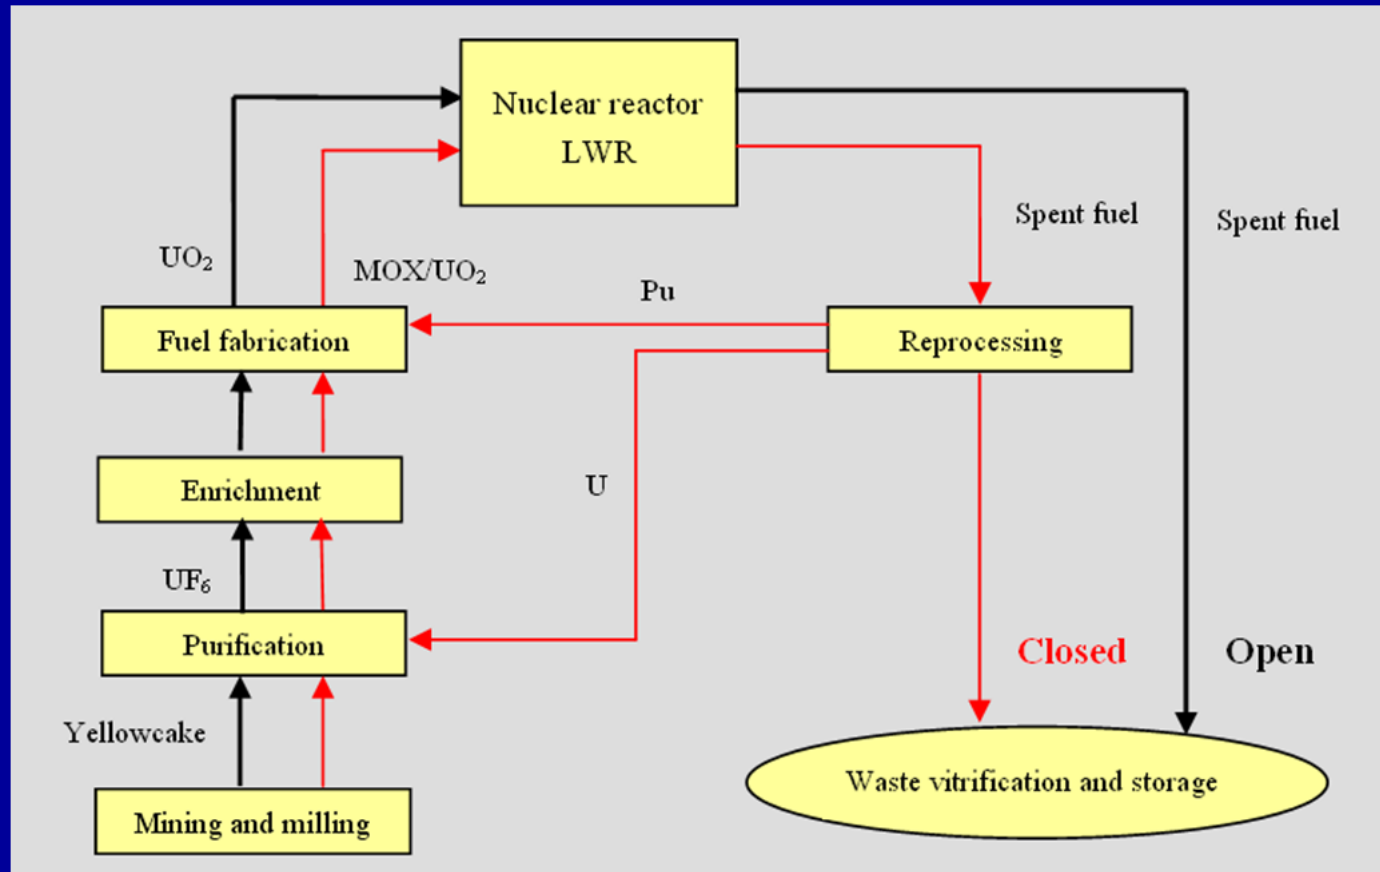 Nuclear reactor
LWR
Spent fuel
Spent fuel
UO₂
MOX/UO₂
Pu
Fuel fabrication
Reprocessing
Enrichment
U
UF₆
Purification
Closed
Open
Yellowcake
Waste vitrification and storage
Mining and milling